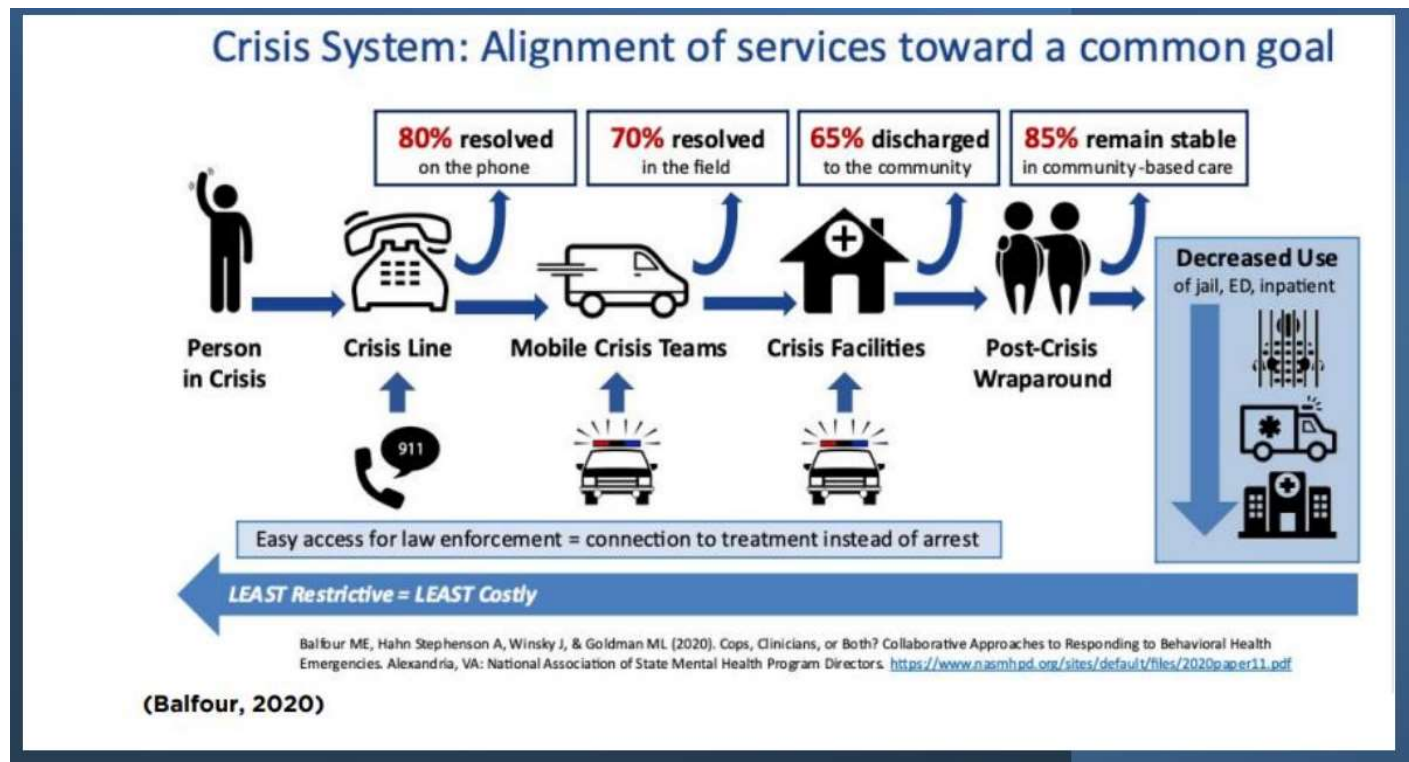 Crisis System: Alignment of services toward a common goal
80% resolved
on the phone
70% resolved
in the field
65% discharged
to the community
85% remain stable
in community-based care
Decreased Use
of jail, ED, inpatient
Person
in Crisis
Crisis Line
Mobile Crisis Teams
Crisis Facilities
Post-Crisis
Wraparound
911
Easy access for law enforcement = connection to treatment instead of arrest
LEAST Restrictive = LEAST Costly
Balfour ME, Hahn Stephenson A, Winsky J, & Goldman ML (2020). Cops, Clinicians, or Both? Collaborative Approaches to Responding to Behavioral Health
Emergencies. Alexandria, VA: National Association of State Mental Health Program Directors. https://www.nasmhpd.org/sites/default/files/2020paper11.pdf
(Balfour, 2020)